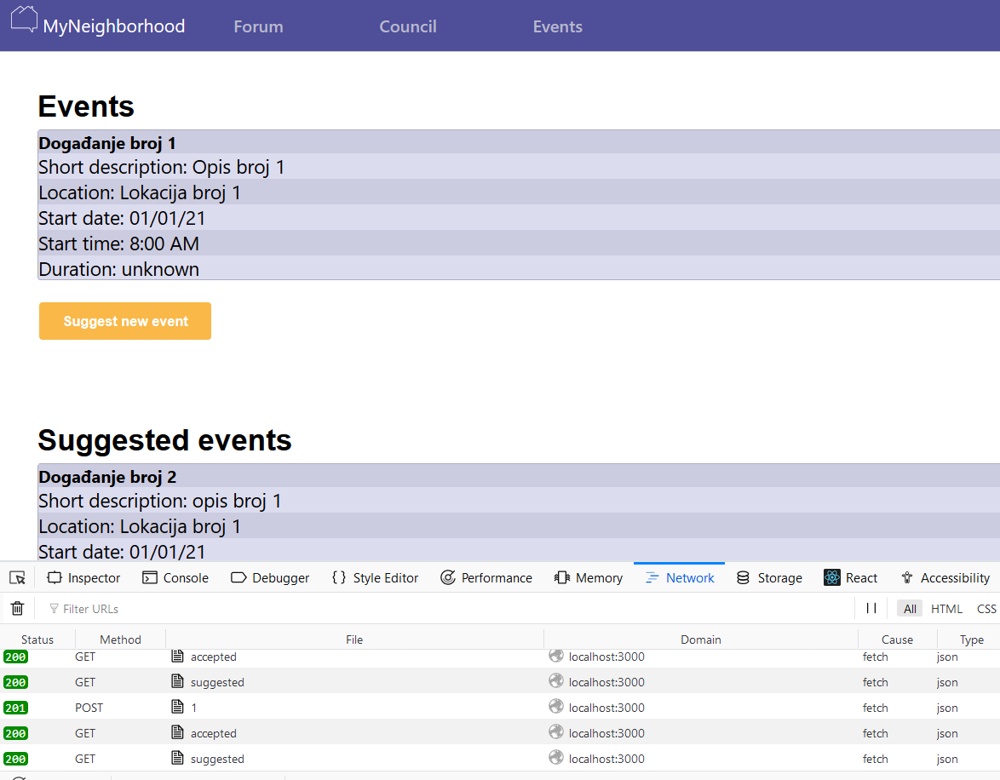 MyNeighborhood Forum Council Events
Events
Događanje broj 1
Short description: Opis broj 1
Location: Lokacija broj 1
Start date: 01/01/21
Start time: 8:00 AM
Duration: unknown
Suggest new event
Suggested events
Događanje broj 2
Short description: opis broj 1
Location: Lokacija broj 1
Start date: 01/01/21
Inspector Console Debugger Style Editor Performance Memory Network Storage React Accessibility
Filter URLs All HTML CSS
Status Method File Domain Cause Type
200 GET accepted localhost:3000 fetch json
200 GET suggested localhost:3000 fetch json
201 POST 1 localhost:3000 fetch json
200 GET accepted localhost:3000 fetch json
200 GET suggested localhost:3000 fetch json